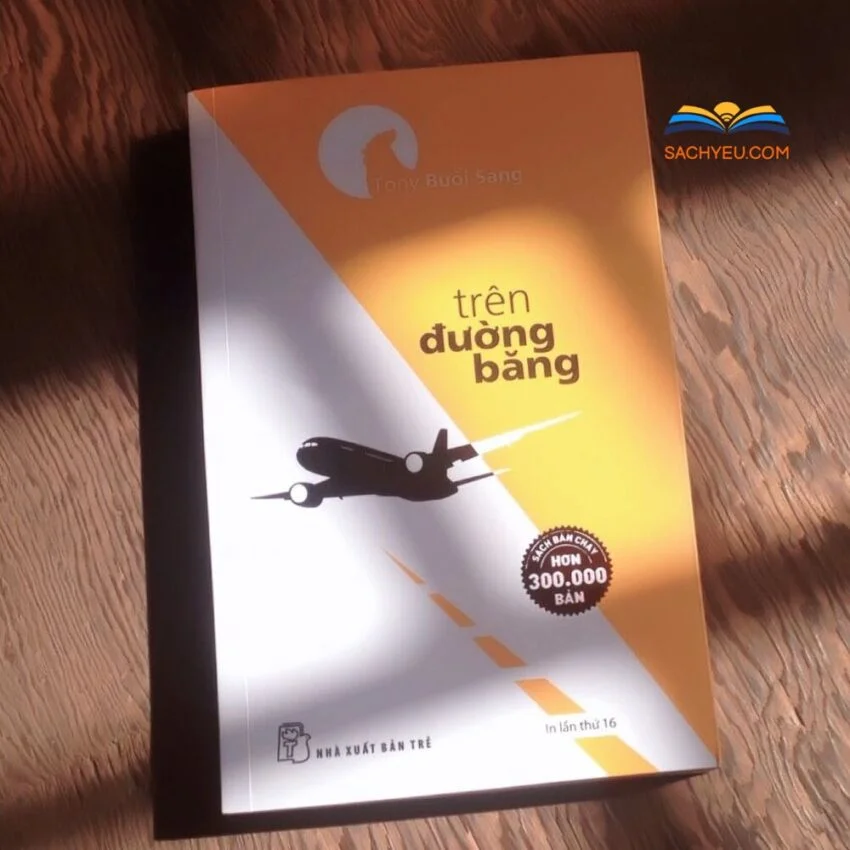 SACHYEU.COM
Tony Buổi Sáng
trên
đường
băng
SÁCH BÁN CHẠY
HƠN
300.000
BẢN
In lần thứ 16
NHÀ XUẤT BẢN TRẺ